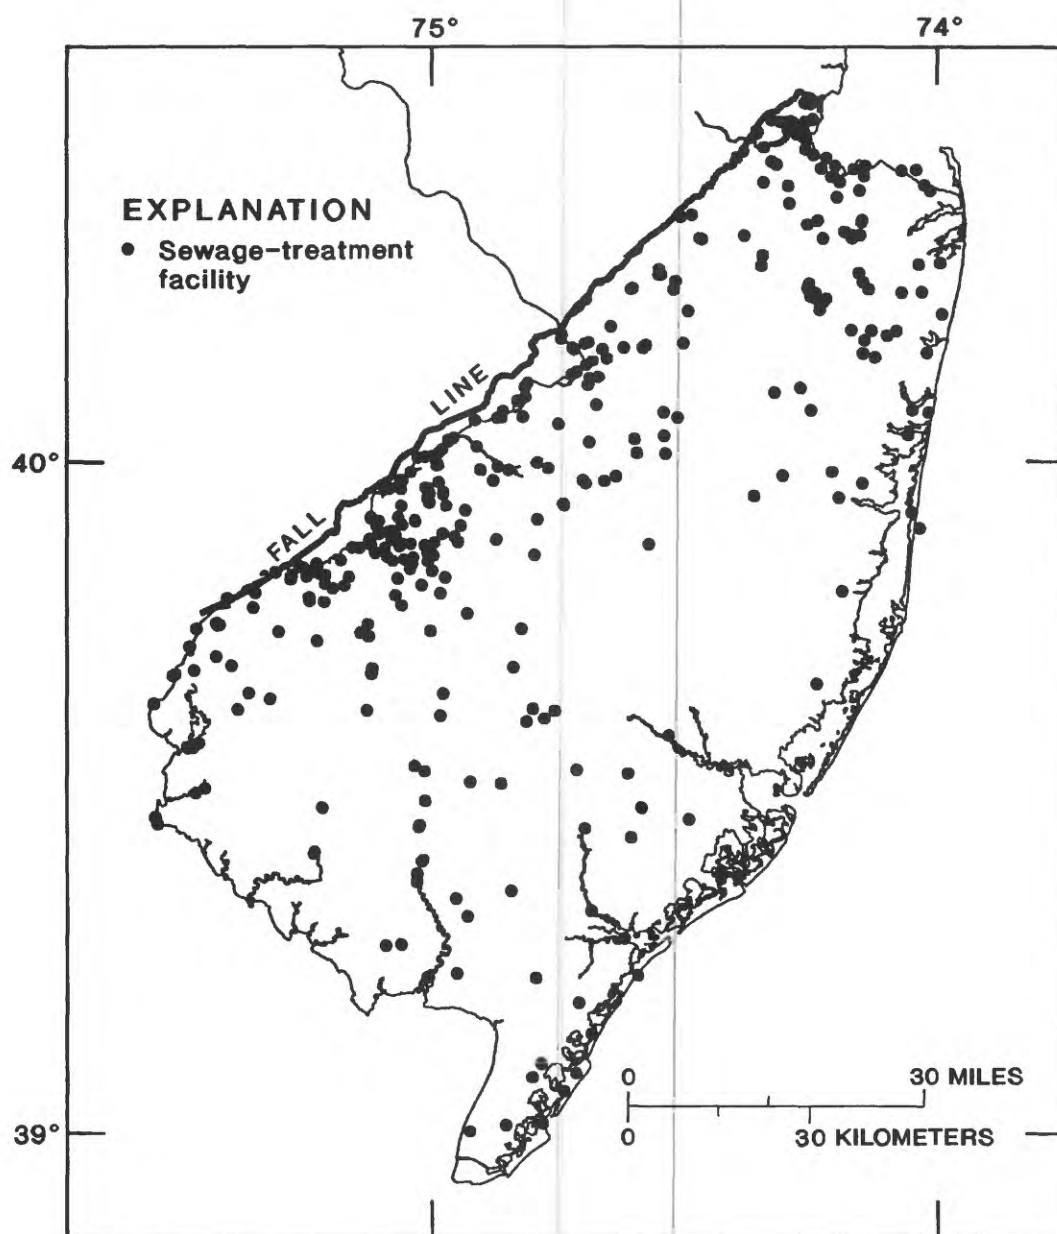 75°
74°
EXPLANATION
Sewage-treatment
facility
LINE
40°
FALL
0
30 MILES
39°
0
30 KILOMETERS